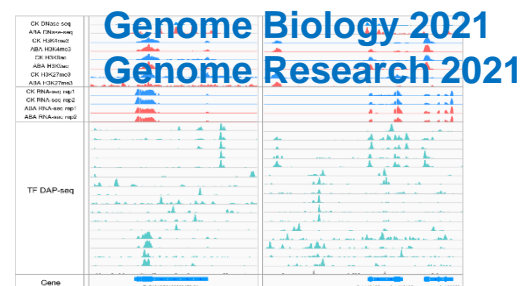 Genome Biology 2021
Genome Research 2021
CK DNase-seq
ABA DNase-seq
CK H3K4me3
ABA H3K4me3
CK H3K9ac
ABA H3K9ac
CK H3K27me3
ABA H3K27me3
CK RNA-seq rep1
CK RNA-seq rep2
ABA RNA-seq rep1
ABA RNA-seq rep2
TF DAP-seq
Gene